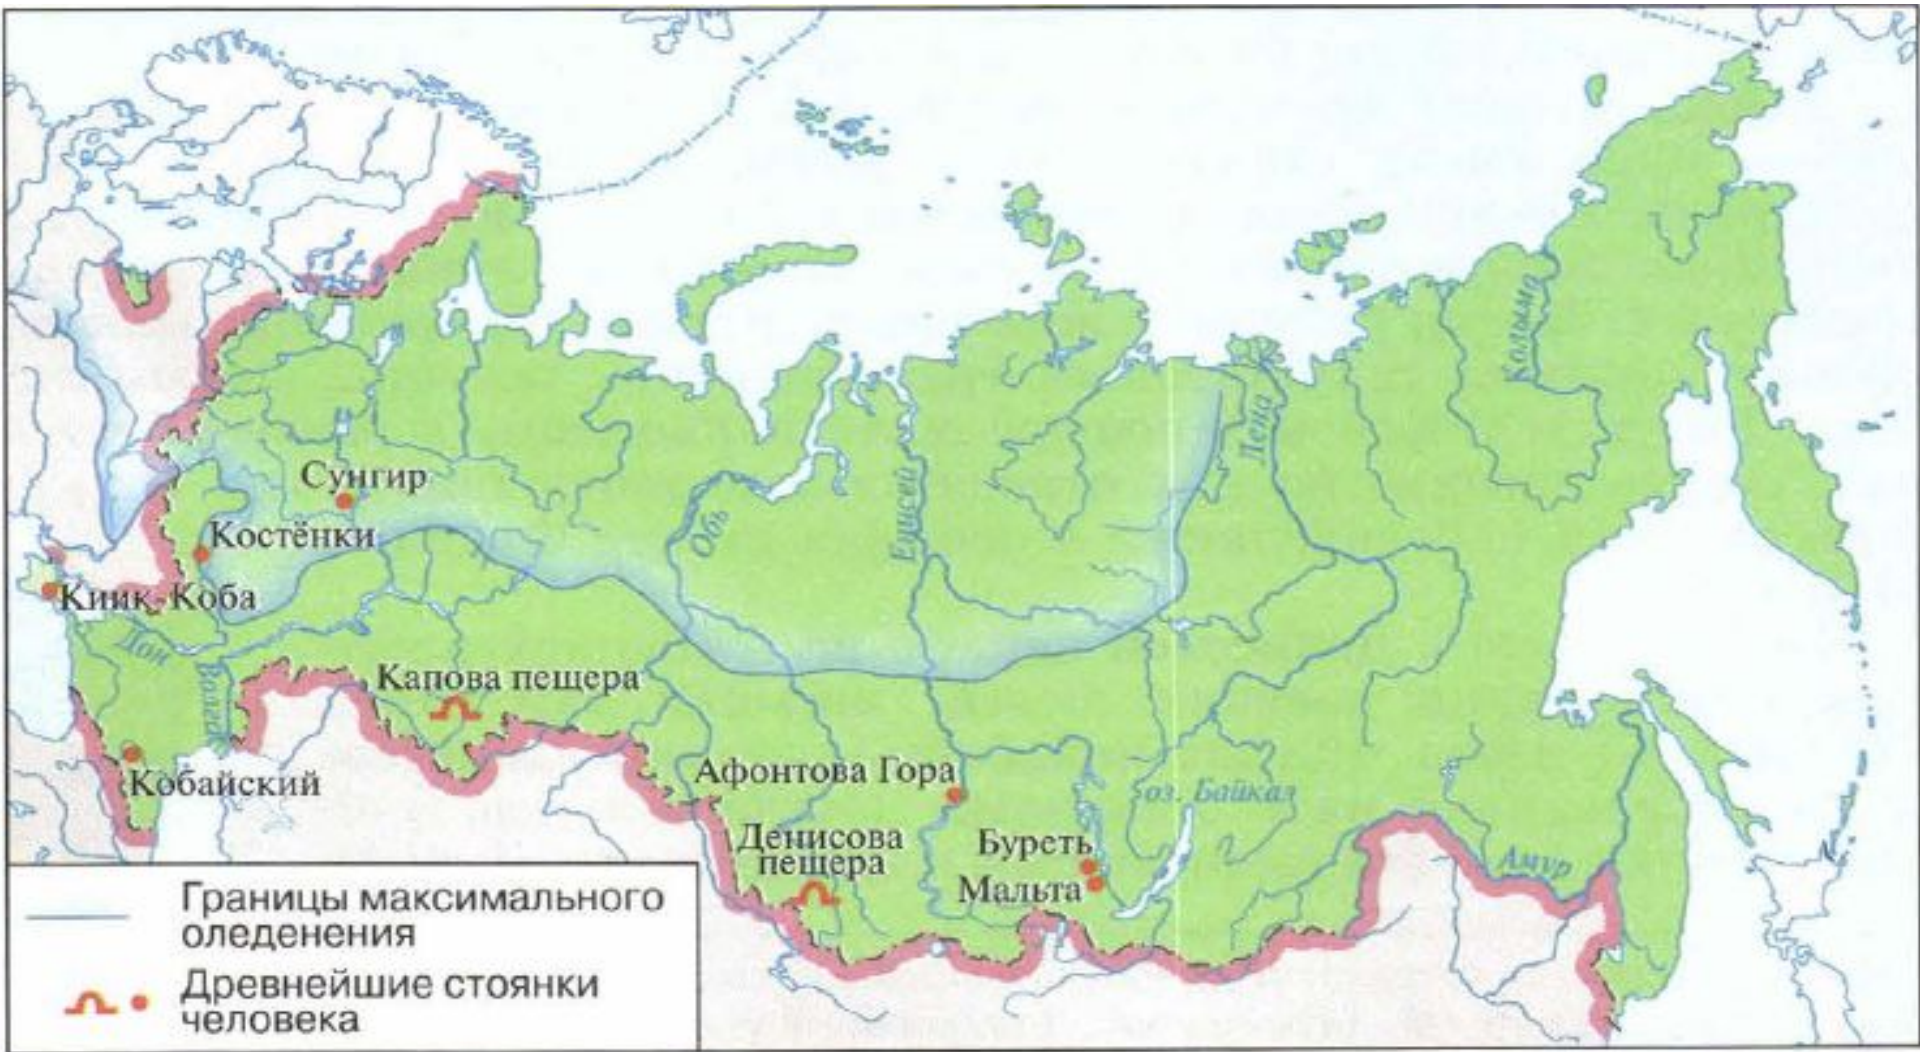 Сунгир
Костёнки
Киик-Коба
Дон
Волга
Капова пещера
Кобайский
Обь
Енисей
Лена
Колыма
Афонтова Гора
Денисова
пещера
Буреть
Мальта
оз. Байкал
Амур
Границы максимального
оледенения
Древнейшие стоянки
человека